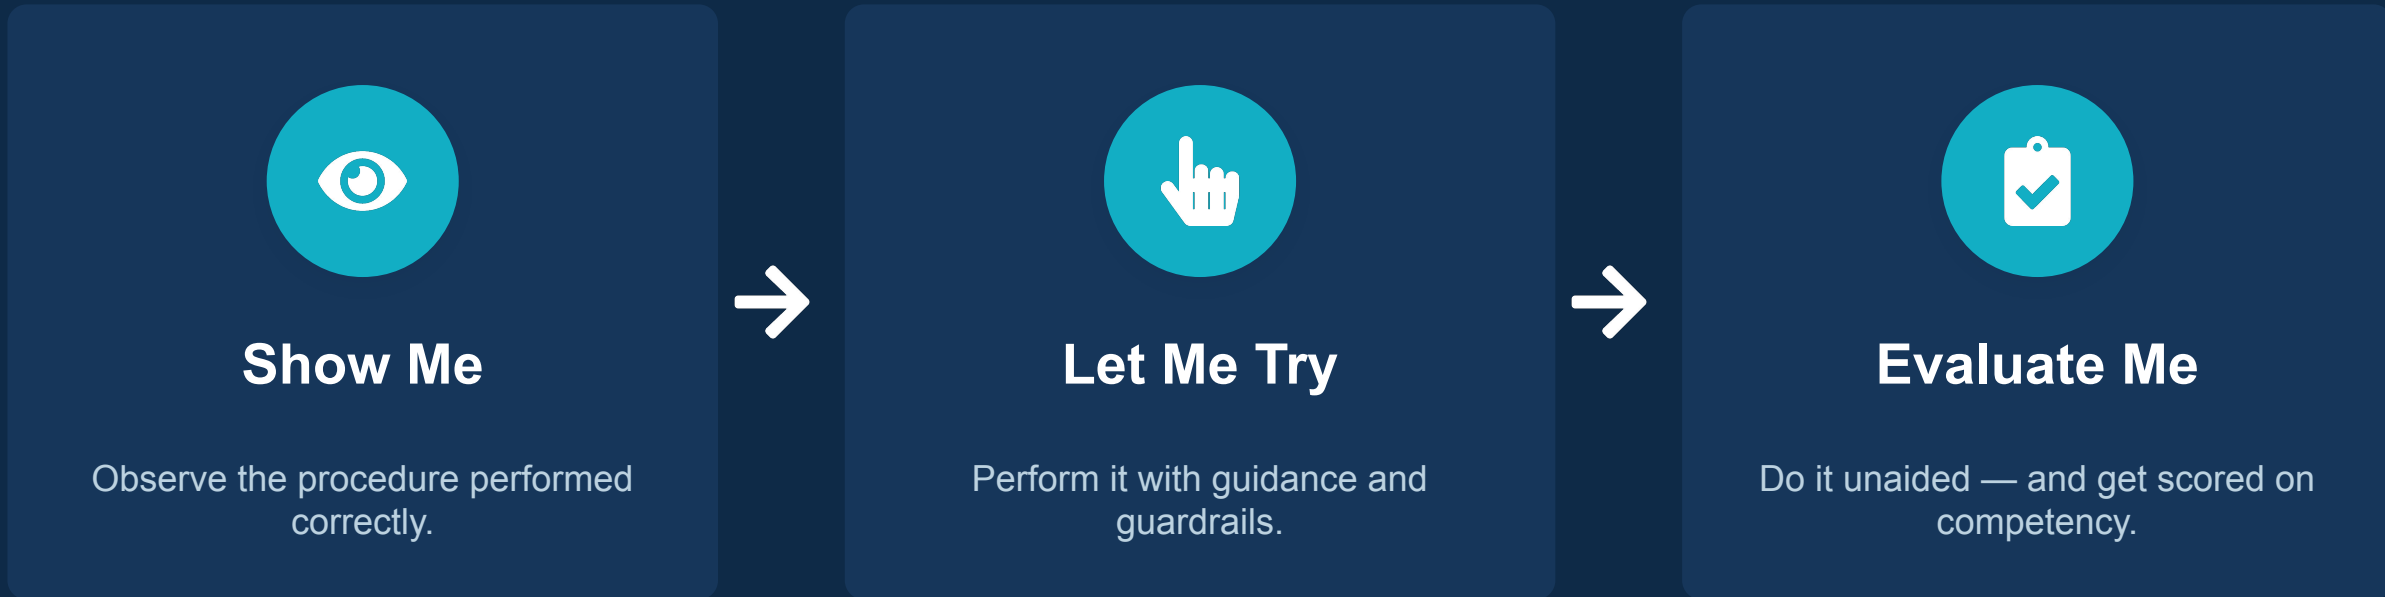 Show Me
Observe the procedure performed
correctly.
Let Me Try
Perform it with guidance and
guardrails.
Evaluate Me
Do it unaided — and get scored on
competency.